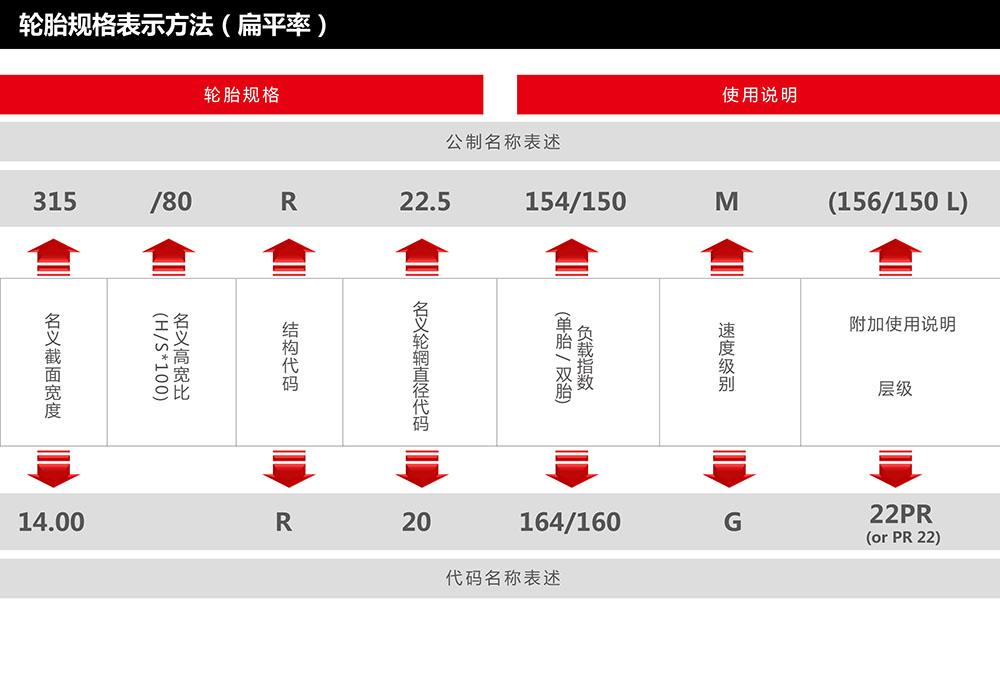 轮胎规格表示方法（扁平率）
轮胎规格
使用说明
公制名称表述
315
/80
R
22.5
154/150
M
(156/150 L)
名义截面宽度
名义高宽比
(H/S*100)
结构代码
名义轮辋直径代码
负载指数
(单胎/双胎)
速度级别
附加使用说明
层级
14.00
R
20
164/160
G
22PR
(or PR 22)
代码名称表述